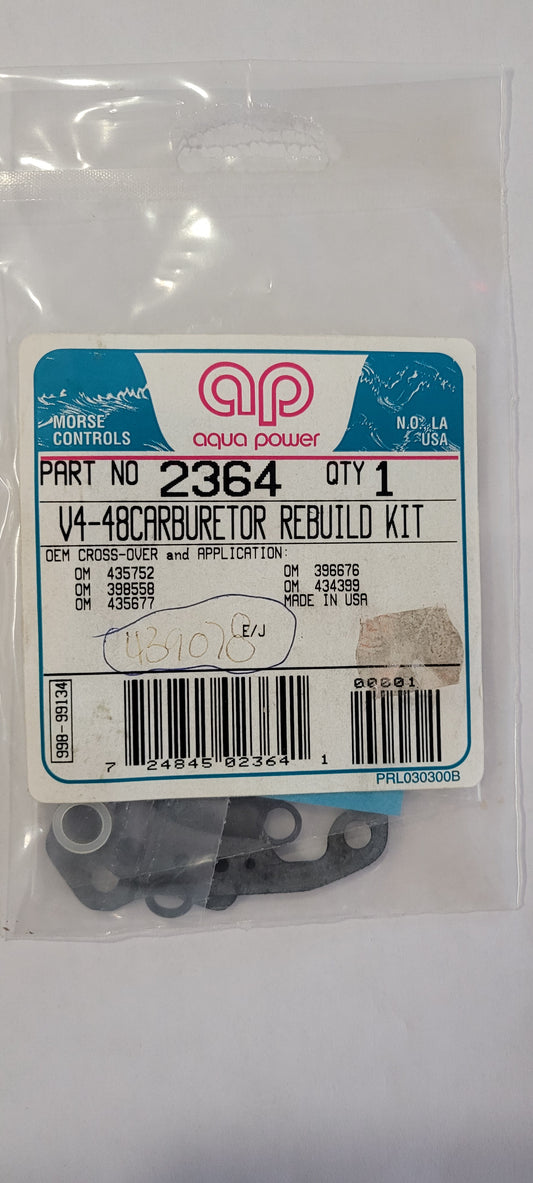 ap
aqua power
MORSE
CONTROLS
N.O., LA
USA
PART NO 2364 QTY 1
V4-48CARBURETOR REBUILD KIT
OEM CROSS-OVER and APPLICATION:
OM 435752 OM 396676
OM 398558 OM 434399
OM 435677 MADE IN USA
E/J
439078
00801
998-99134
7 24845 02364 1
PRL030300B